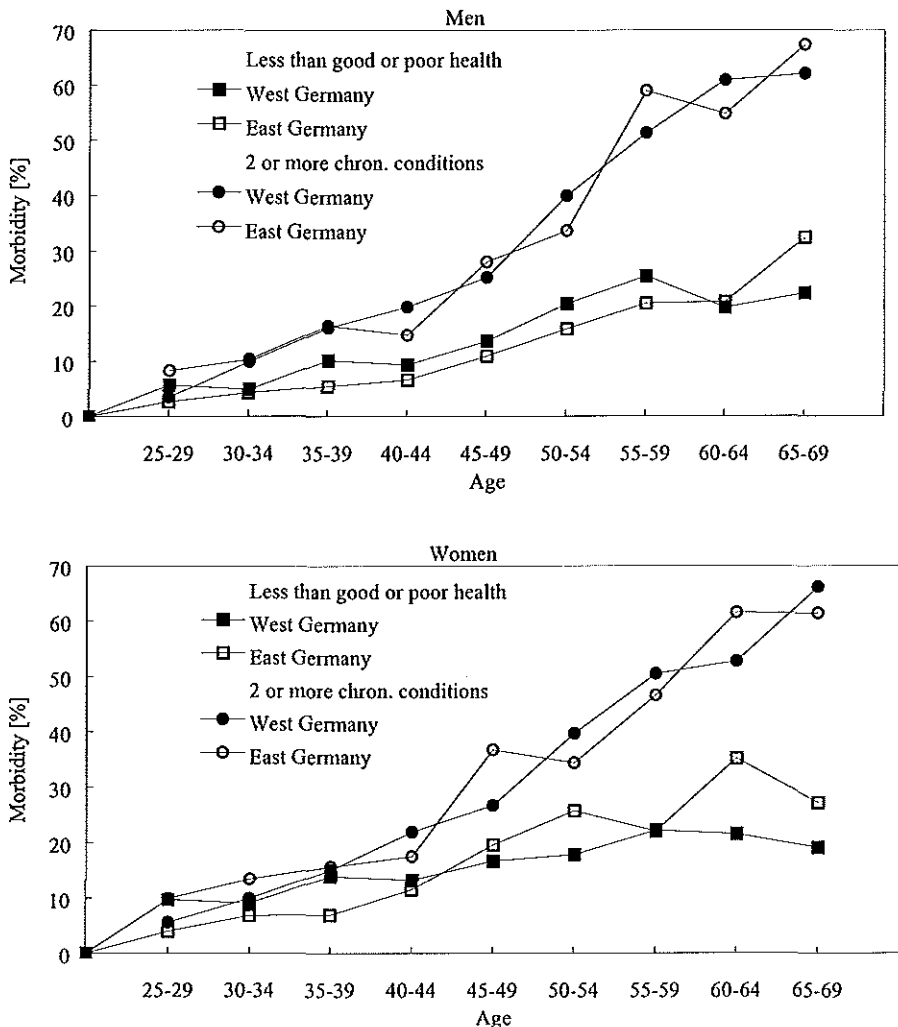 Men
Morbidity [%]
70
60
50
40
30
20
10
0
Less than good or poor health
West Germany
East Germany
2 or more chron. conditions
West Germany
East Germany
25-29 30-34 35-39 40-44 45-49 50-54 55-59 60-64 65-69
Age
Women
Morbidity [%]
70
60
50
40
30
20
10
0
Less than good or poor health
West Germany
East Germany
2 or more chron. conditions
West Germany
East Germany
25-29 30-34 35-39 40-44 45-49 50-54 55-59 60-64 65-69
Age